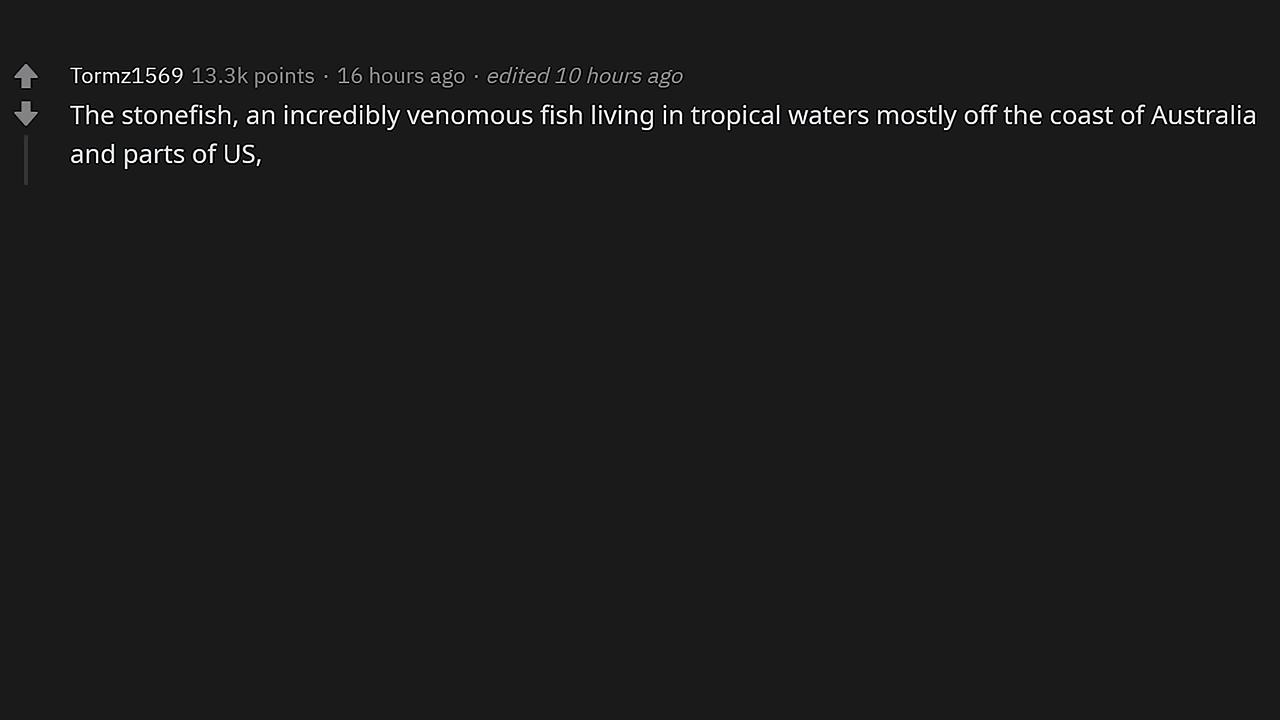 Tormz1569 13.3k points · 16 hours ago · edited 10 hours ago
The stonefish, an incredibly venomous fish living in tropical waters mostly off the coast of Australia
and parts of US,